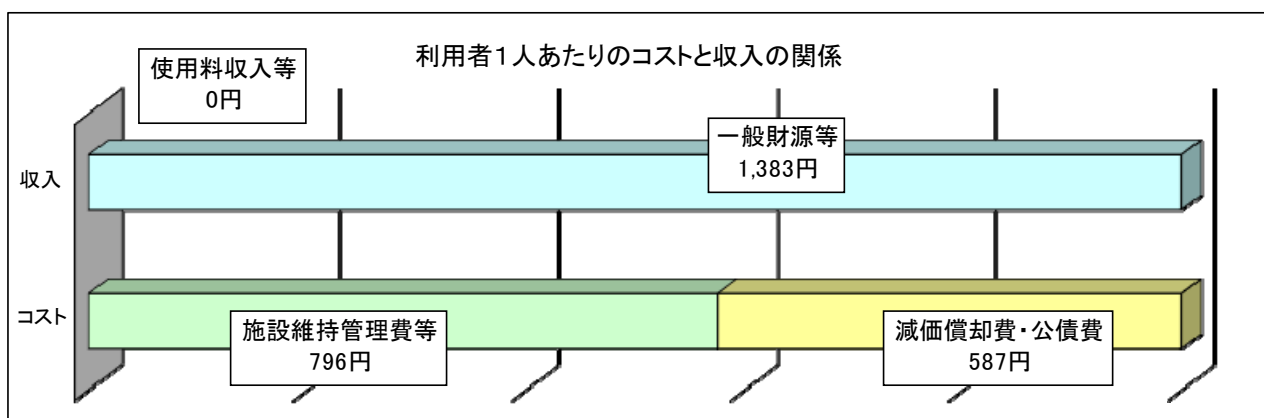 利用者1人あたりのコストと収入の関係
使用料収入等
0円
一般財源等
1,383円
収入
コスト
施設維持管理費等
796円
減価償却費・公債費
587円